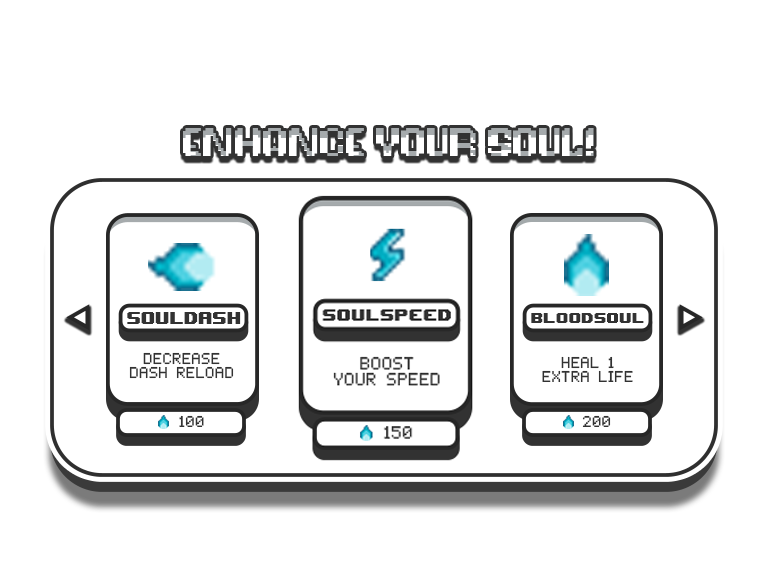 ENHANCE YOUR SOUL!
SOULDASH
DECREASE
DASH RELOAD
100
SOULSPEED
BOOST
YOUR SPEED
150
BLOODSOUL
HEAL 1
EXTRA LIFE
200